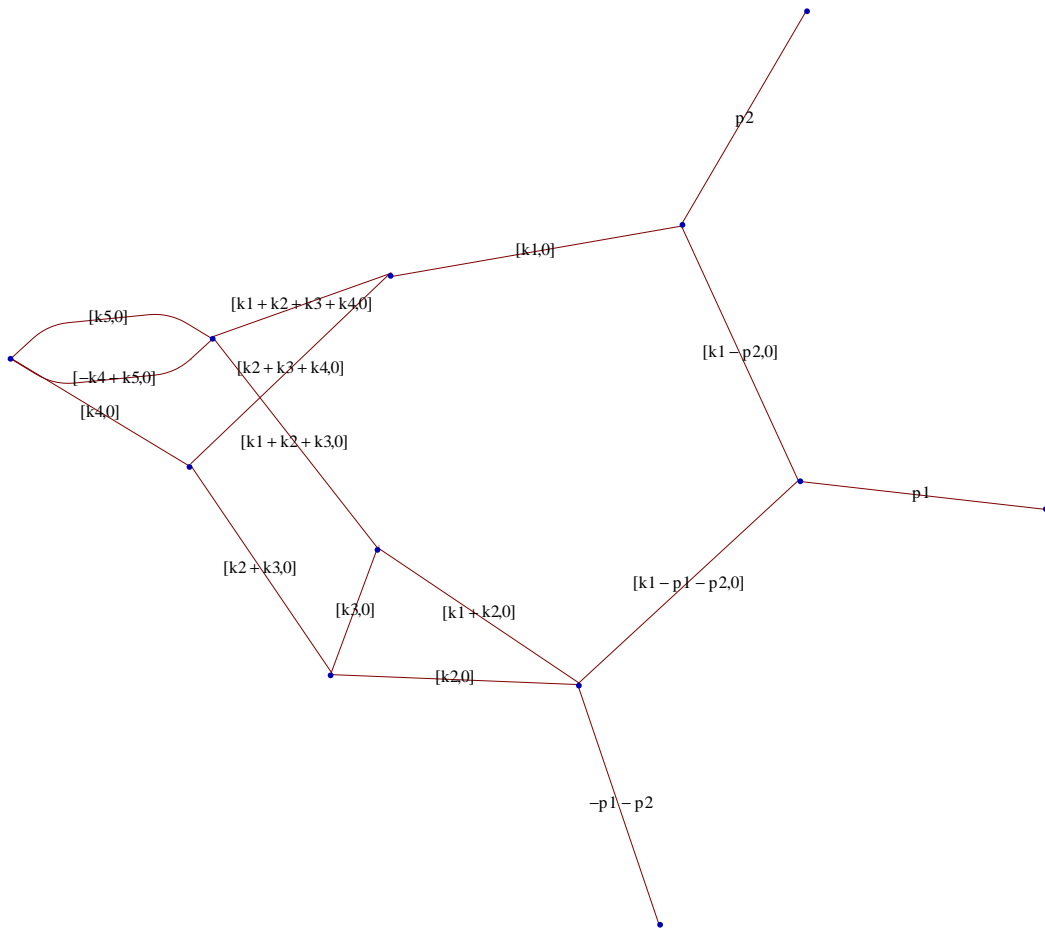 p2
[k1,0]
[k1 + k2 + k3 + k4,0]
[k5,0]
[k1 − p2,0]
[k2 + k3 + k4,0]
[−k4 + k5,0]
[k4,0]
[k1 + k2 + k3,0]
p1
[k2 + k3,0]
[k1 − p1 − p2,0]
[k3,0]
[k1 + k2,0]
[k2,0]
−p1 − p2